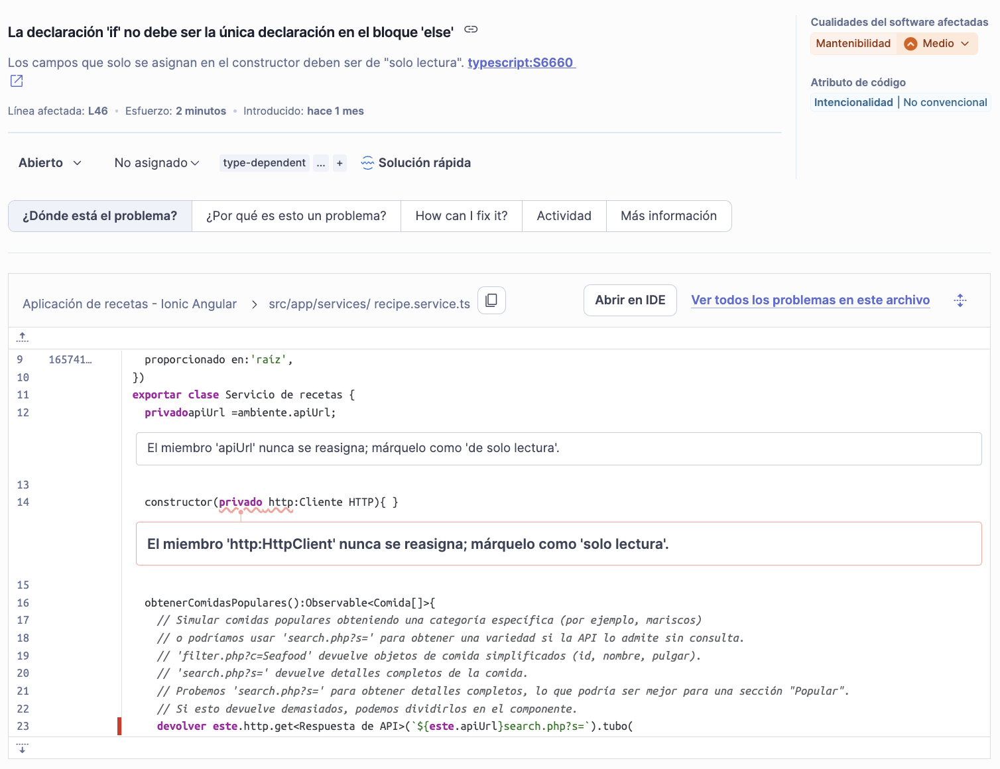 La declaración 'if' no debe ser la única declaración en el bloque 'else'
Los campos que solo se asignan en el constructor deben ser de "solo lectura". typescript:S6660
Línea afectada: L46 • Esfuerzo: 2 minutos • Introducido: hace 1 mes
Cualidades del software afectadas
Mantenibilidad Medio
Atributo de código
Intencionalidad | No convencional
Abierto No asignado type-dependent ... + Solución rápida
¿Dónde está el problema? ¿Por qué es esto un problema? How can I fix it? Actividad Más información
Aplicación de recetas - Ionic Angular > src/app/services/ recipe.service.ts Abrir en IDE Ver todos los problemas en este archivo
9 165741… proporcionado en:'raíz',
10 })
11 exportar clase Servicio de recetas {
12 privadoapiUrl =ambiente.apiUrl;
El miembro 'apiUrl' nunca se reasigna; márquelo como 'de solo lectura'.
13
14 constructor(privado http:Cliente HTTP){ }
El miembro 'http:HttpClient' nunca se reasigna; márquelo como 'solo lectura'.
15
16 obtenerComidasPopulares():Observable<Comida[]>{
17 // Simular comidas populares obteniendo una categoría específica (por ejemplo, mariscos)
18 // o podríamos usar 'search.php?s=' para obtener una variedad si la API lo admite sin consulta.
19 // 'filter.php?c=Seafood' devuelve objetos de comida simplificados (id, nombre, pulgar).
20 // 'search.php?s=' devuelve detalles completos de la comida.
21 // Probemos 'search.php?s=' para obtener detalles completos, lo que podría ser mejor para una sección "Popular".
22 // Si esto devuelve demasiados, podemos dividirlos en el componente.
23 devolver este.http.get<Respuesta de API>(`${este.apiUrl}search.php?s=`).tubo(